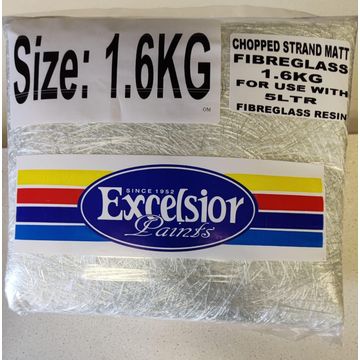 Size: 1.6KG
CHOPPED STRAND MATT
FIBREGLASS
1.6KG
FOR USE WITH
5LTR
FIBREGLASS RESIN
SINCE 1952
Excelsior
Paints